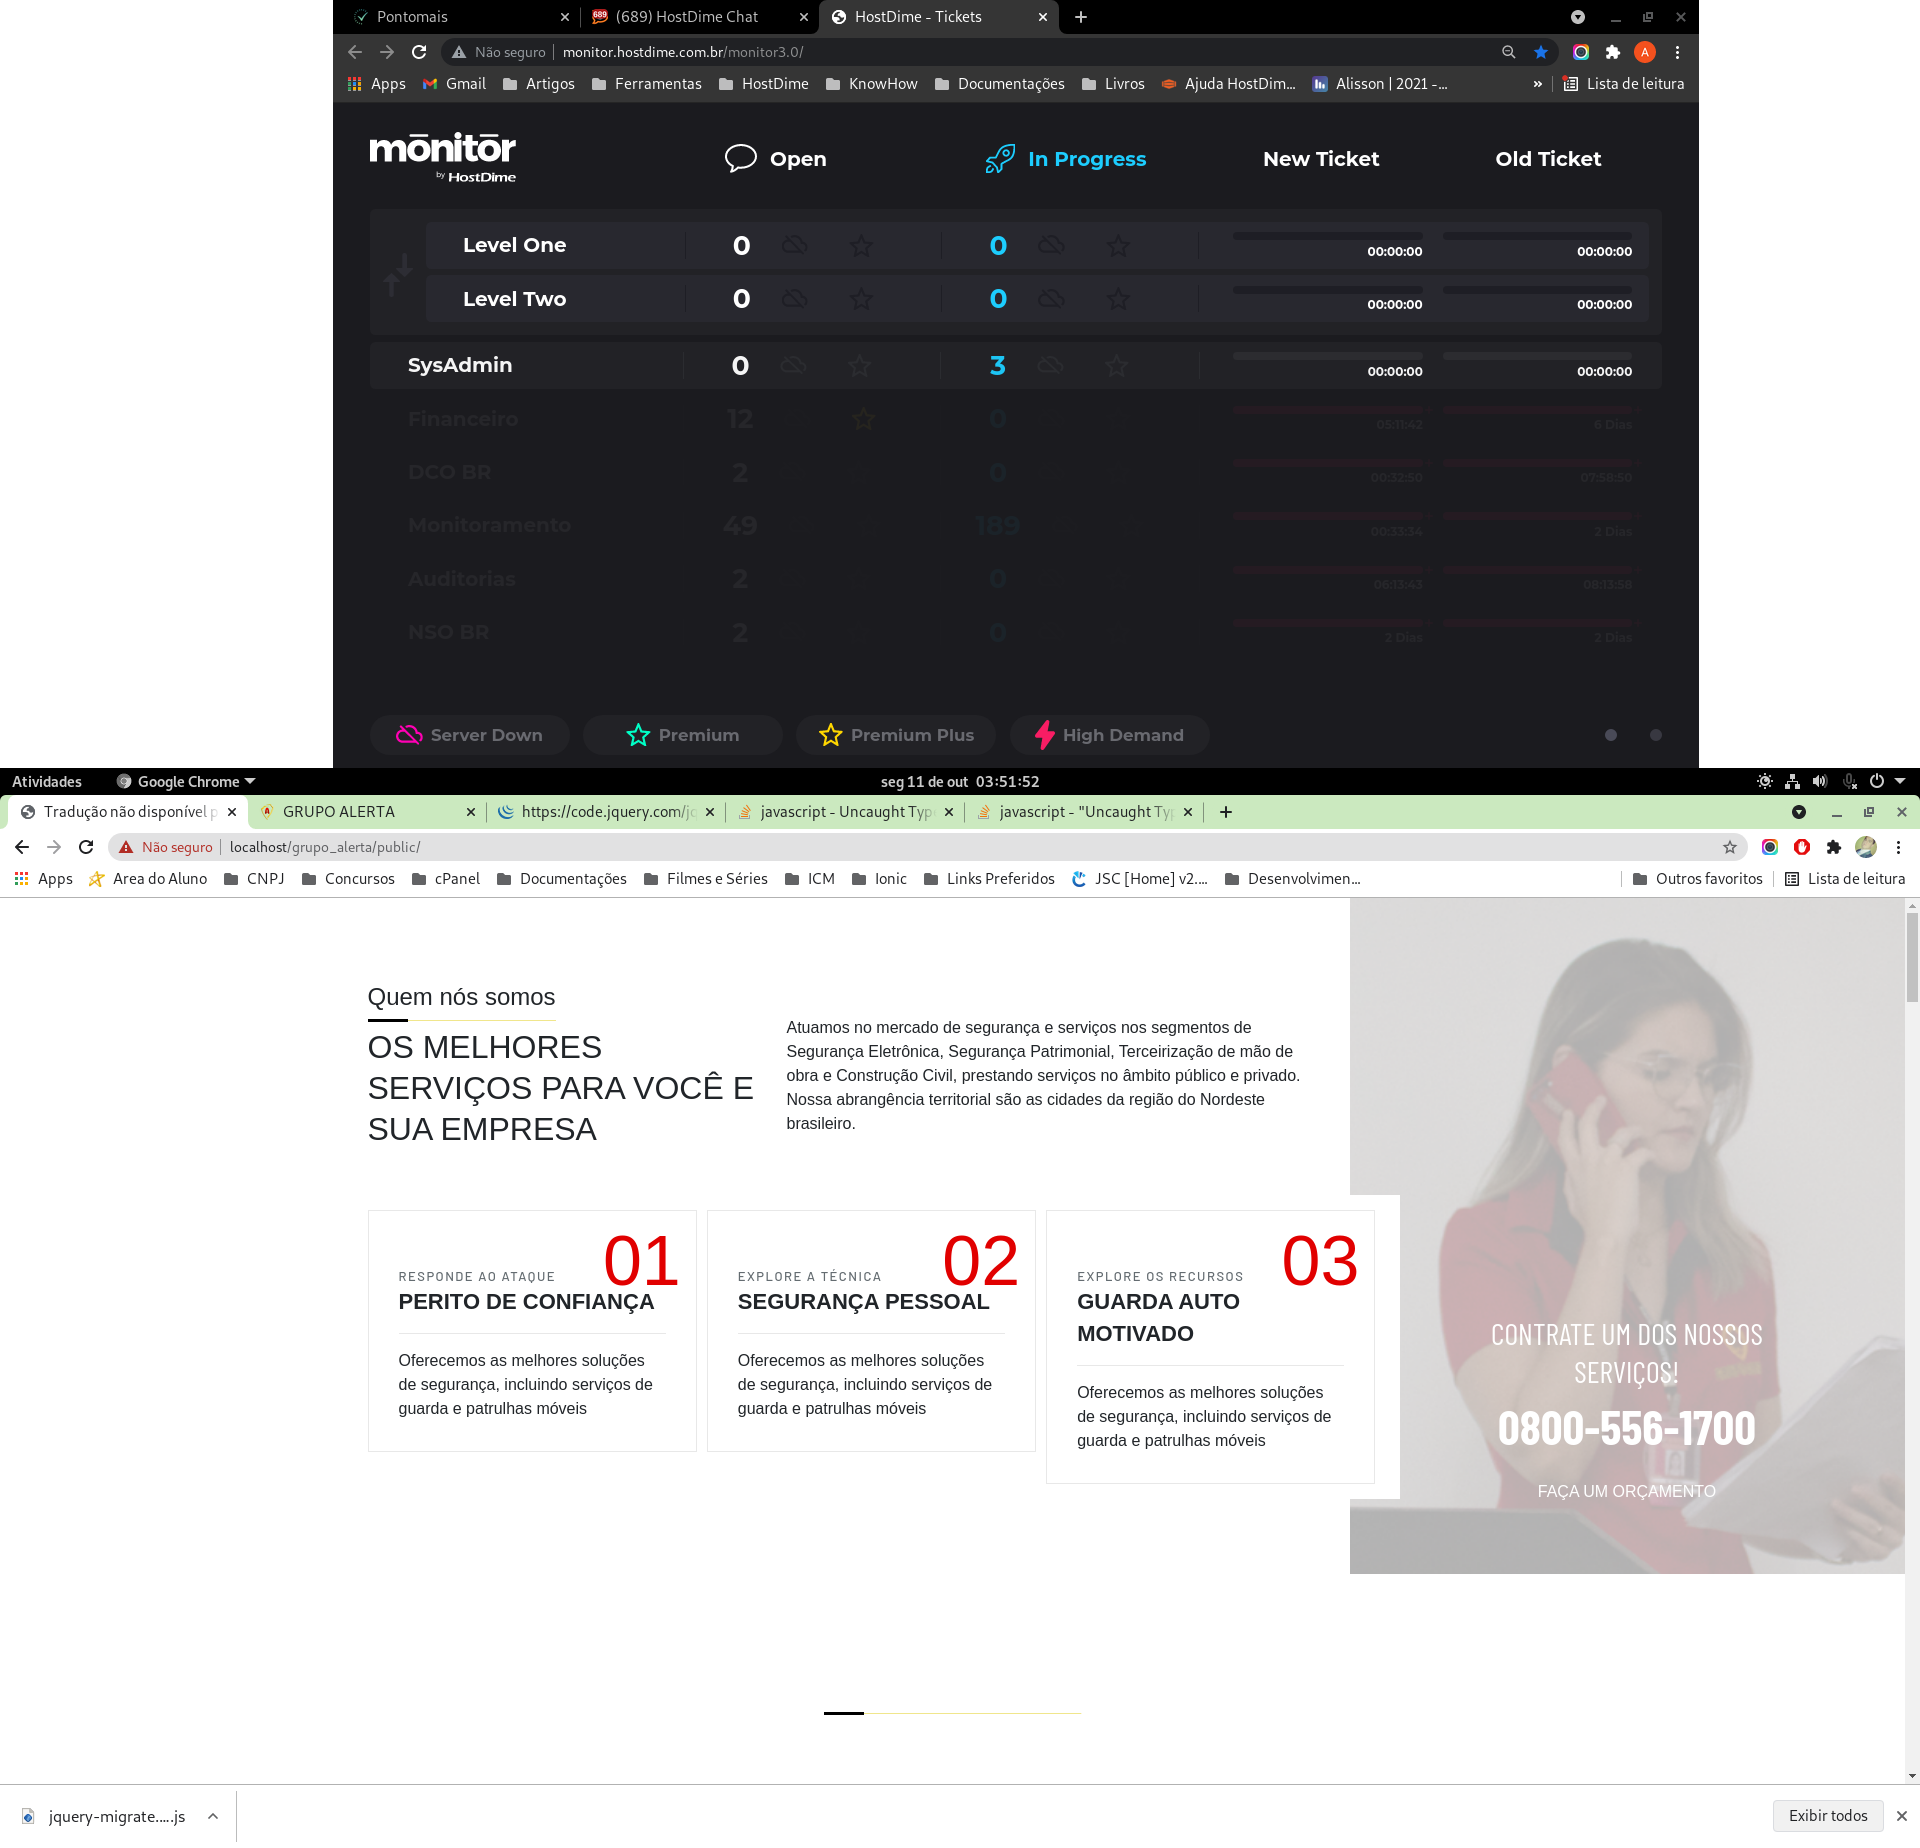 Pontomais
(689) HostDime Chat
HostDime - Tickets
Não seguro monitor.hostdime.com.br/monitor3.0/
Apps Gmail Artigos Ferramentas HostDime KnowHow Documentações Livros Ajuda HostDim... Alisson | 2021 -... » Lista de leitura
monitor
by HostDime
Open In Progress New Ticket Old Ticket
Level One 0 0 00:00:00 00:00:00
Level Two 0 0 00:00:00 00:00:00
SysAdmin 0 3 00:00:00 00:00:00
Financeiro 12 0 05:11:42 6 Dias
DCO BR 2 0 00:32:50 07:58:50
Monitoramento 49 189 00:33:34 2 Dias
Auditorias 2 0 06:13:43 08:13:58
NSO BR 2 0 2 Dias 2 Dias
Server Down Premium Premium Plus High Demand
Atividades Google Chrome seg 11 de out 03:51:52
Tradução não disponível p
GRUPO ALERTA
https://code.jquery.com/jq
javascript - Uncaught Type
javascript - "Uncaught Typ
Não seguro localhost/grupo_alerta/public/
Apps Area do Aluno CNPJ Concursos cPanel Documentações Filmes e Séries ICM Ionic Links Preferidos JSC [Home] v2.... Desenvolvimen... Outros favoritos Lista de leitura
Quem nós somos
OS MELHORES
SERVIÇOS PARA VOCÊ E
SUA EMPRESA
Atuamos no mercado de segurança e serviços nos segmentos de
Segurança Eletrônica, Segurança Patrimonial, Terceirização de mão de
obra e Construção Civil, prestando serviços no âmbito público e privado.
Nossa abrangência territorial são as cidades da região do Nordeste
brasileiro.
01
RESPONDE AO ATAQUE
PERITO DE CONFIANÇA
Oferecemos as melhores soluções
de segurança, incluindo serviços de
guarda e patrulhas móveis
02
EXPLORE A TÉCNICA
SEGURANÇA PESSOAL
Oferecemos as melhores soluções
de segurança, incluindo serviços de
guarda e patrulhas móveis
03
EXPLORE OS RECURSOS
GUARDA AUTO
MOTIVADO
Oferecemos as melhores soluções
de segurança, incluindo serviços de
guarda e patrulhas móveis
CONTRATE UM DOS NOSSOS
SERVIÇOS!
0800-556-1700
FAÇA UM ORÇAMENTO
jquery-migrate.....js
Exibir todos